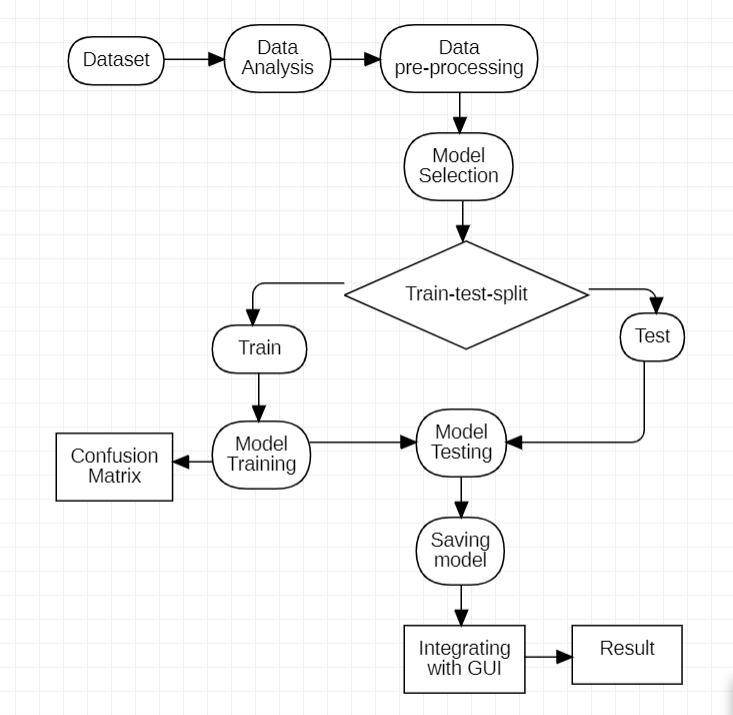 Dataset
Data
Analysis
Data
pre-processing
Model
Selection
Train-test-split
Train
Test
Confusion
Matrix
Model
Training
Model
Testing
Saving
model
Integrating
with GUI
Result